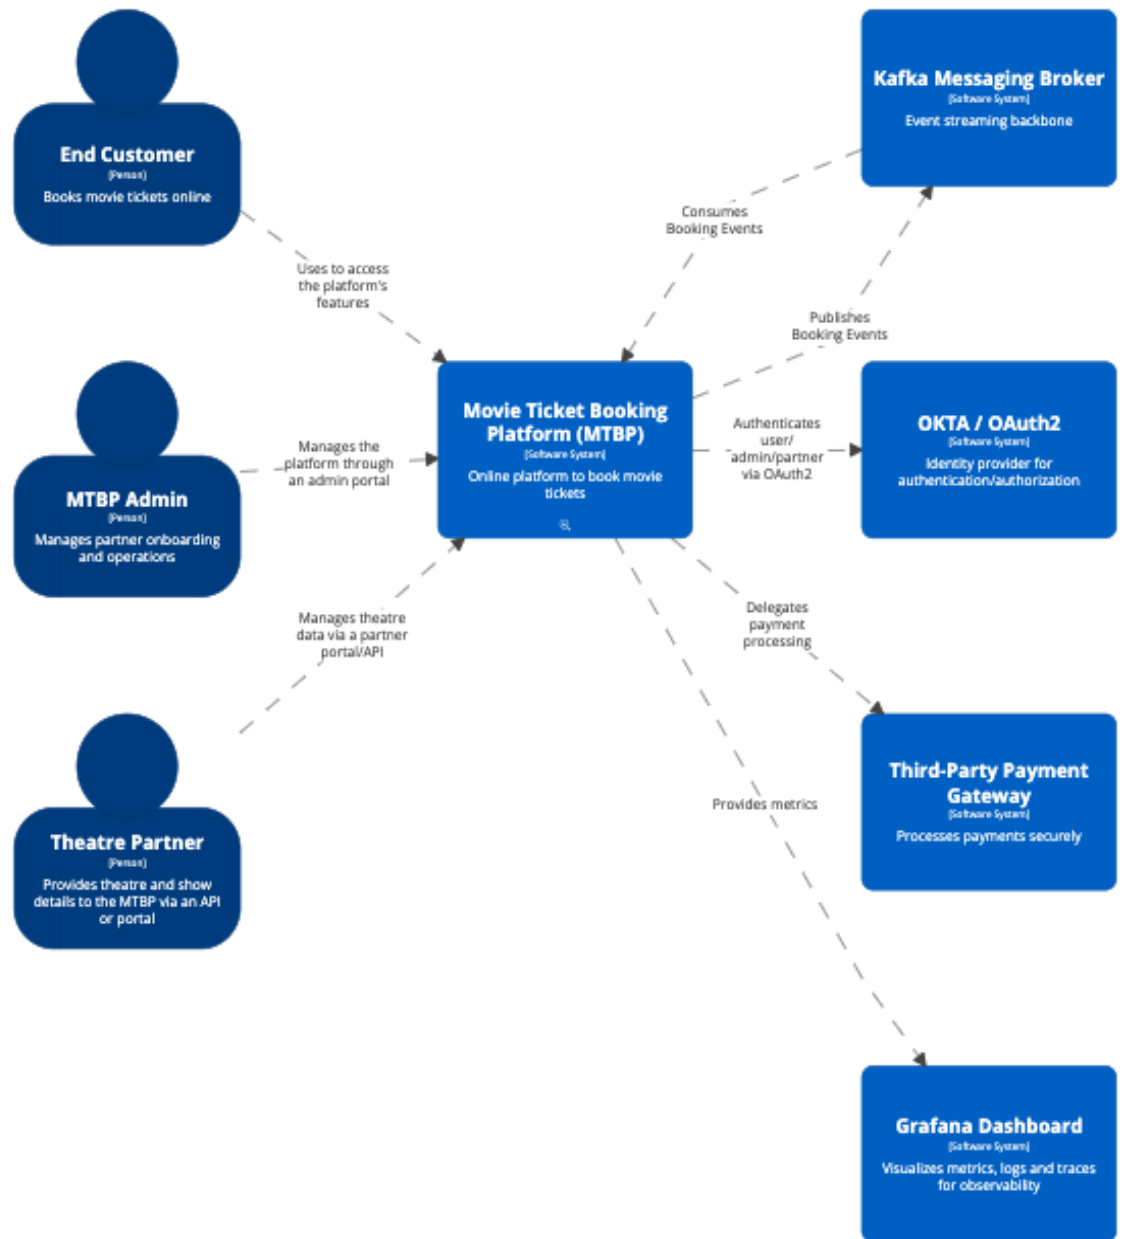 Kafka Messaging Broker
[Software System]
Event streaming backbone
End Customer
[Person]
Books movie tickets online
Consumes
Booking Events
Uses to access
the platform's
features
Publishes
Booking Events
Movie Ticket Booking
Platform (MTBP)
[Software System]
Online platform to book movie
tickets
Authenticates
user/
admin/partner
via OAuth2
OKTA / OAuth2
[Software System]
Identity provider for
authentication/authorization
Manages the
platform through
an admin portal
MTBP Admin
[Person]
Manages partner onboarding
and operations
Manages theatre
data via a partner
portal/API
Delegates
payment
processing
Third-Party Payment
Gateway
[Software System]
Processes payments securely
Provides metrics
Theatre Partner
[Person]
Provides theatre and show
details to the MTBP via an API
or portal
Grafana Dashboard
[Software System]
Visualizes metrics, logs and traces
for observability